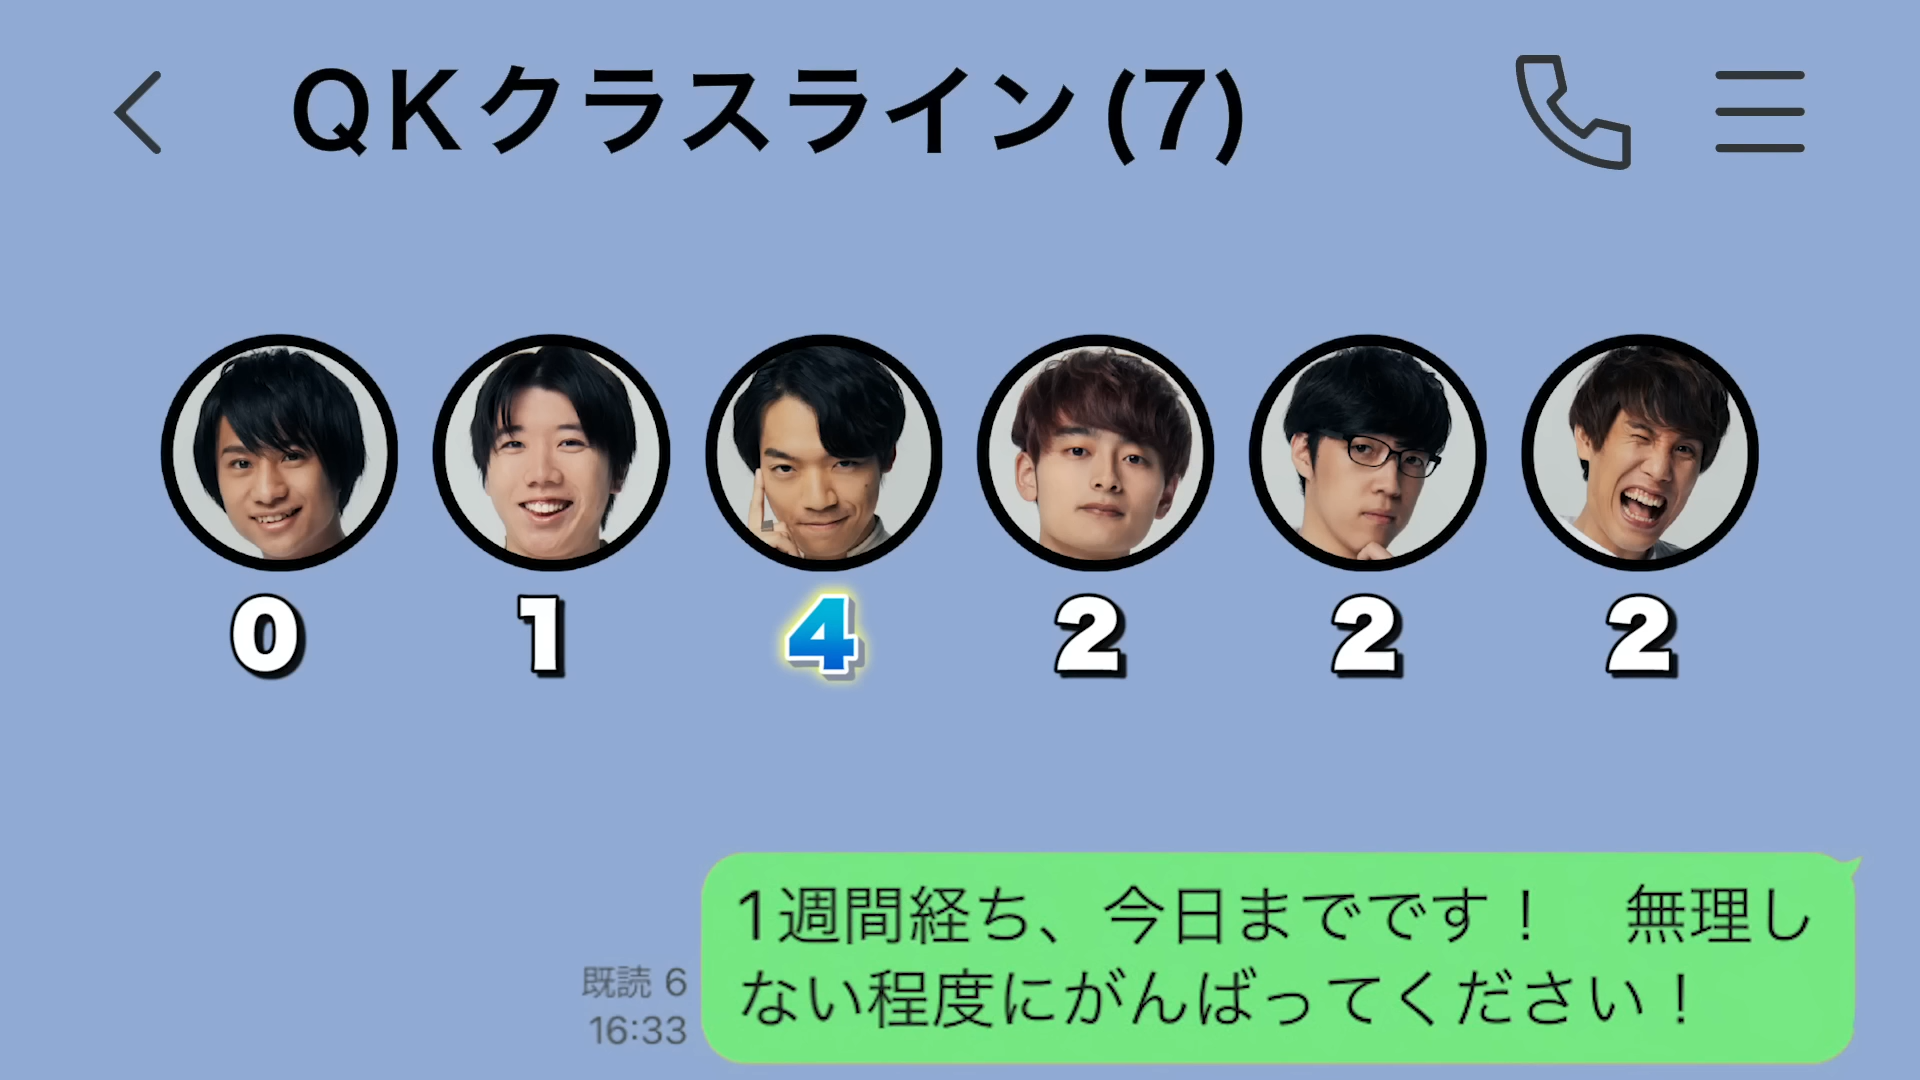 QKクラスライン(7)
0 1 4 2 2 2
1週間経ち、今日までです！　無理し
ない程度にがんばってください！
既読 6
16:33